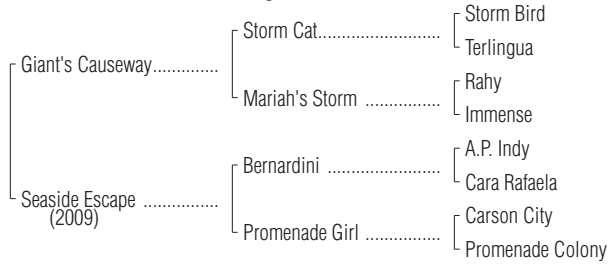 Storm Bird
Storm Cat........................
Terlingua
Giant's Causeway.............
Rahy
Mariah's Storm ................
Immense
A.P. Indy
Bernardini ........................
Cara Rafaela
Seaside Escape ................
(2009)
Carson City
Promenade Girl ................
Promenade Colony